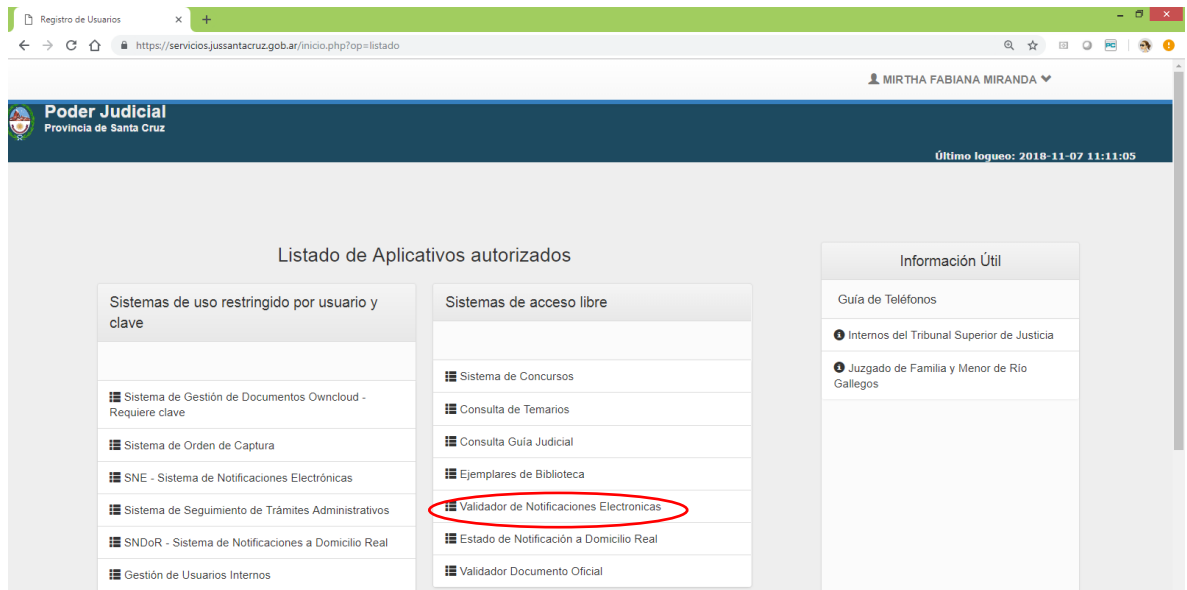 Registro de Usuarios
https://servicios.jussantacruz.gob.ar/inicio.php?op=listado
PC
MIRTHA FABIANA MIRANDA
Poder Judicial
Provincia de Santa Cruz
Último logueo: 2018-11-07 11:11:05
Listado de Aplicativos autorizados
Sistemas de uso restringido por usuario y
clave
Sistema de Gestión de Documentos Owncloud -
Requiere clave
Sistema de Orden de Captura
SNE - Sistema de Notificaciones Electrónicas
Sistema de Seguimiento de Trámites Administrativos
SNDoR - Sistema de Notificaciones a Domicilio Real
Gestión de Usuarios Internos
Sistemas de acceso libre
Sistema de Concursos
Consulta de Temarios
Consulta Guía Judicial
Ejemplares de Biblioteca
Validador de Notificaciones Electronicas
Estado de Notificación a Domicilio Real
Validador Documento Oficial
Información Útil
Guía de Teléfonos
Internos del Tribunal Superior de Justicia
Juzgado de Familia y Menor de Río
Gallegos